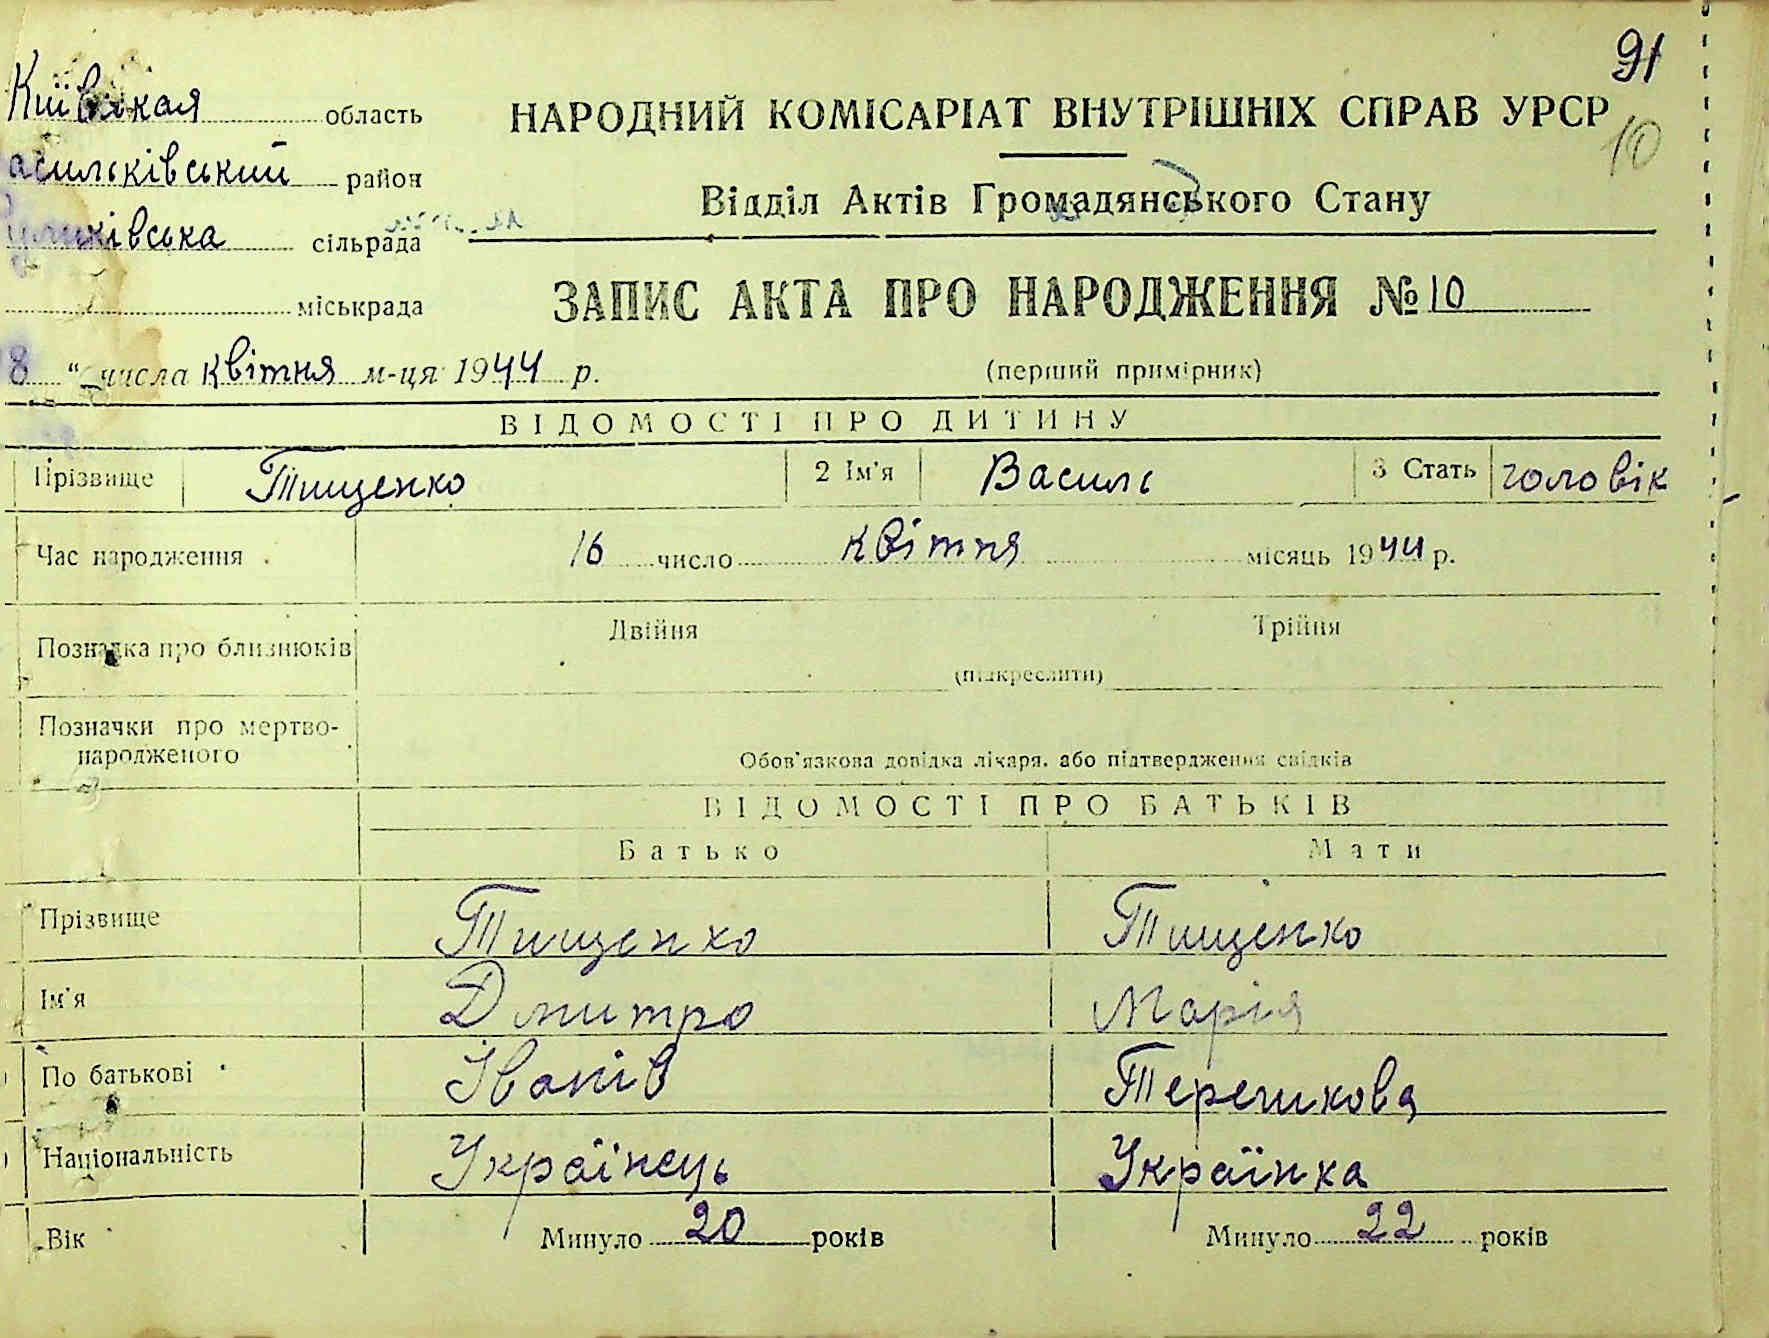 91
Київская область
НАРОДНИЙ КОМІСАРІАТ ВНУТРІШНІХ СПРАВ УРСР
10
асильківський район
Відділ Актів Громадянського Стану
сільрада
міськрада
ЗАПИС АКТА ПРО НАРОДЖЕННЯ № 10
8 " числа квітня м-ця 1944 р.
(перший примірник)
ВІДОМОСТІ ПРО ДИТИНУ
Прізвище Тищенко 2 Ім'я Василь 3 Стать чоловік
Час народження 16 число квітня місяць 1944 р.
Позначка про близнюків Двійня Трійня
(підкреслити)
Позначки про мертво-
народженого
Обов'язкова довідка лікаря. або підтвердження свідків
ВІДОМОСТІ ПРО БАТЬКІВ
Батько Мати
Прізвище Тищенко Тищенко
Ім'я Дмитро Марія
По батькові Іванів Терешкова
Національність Українець Українка
Вік Минуло 20 років Минуло 22 років